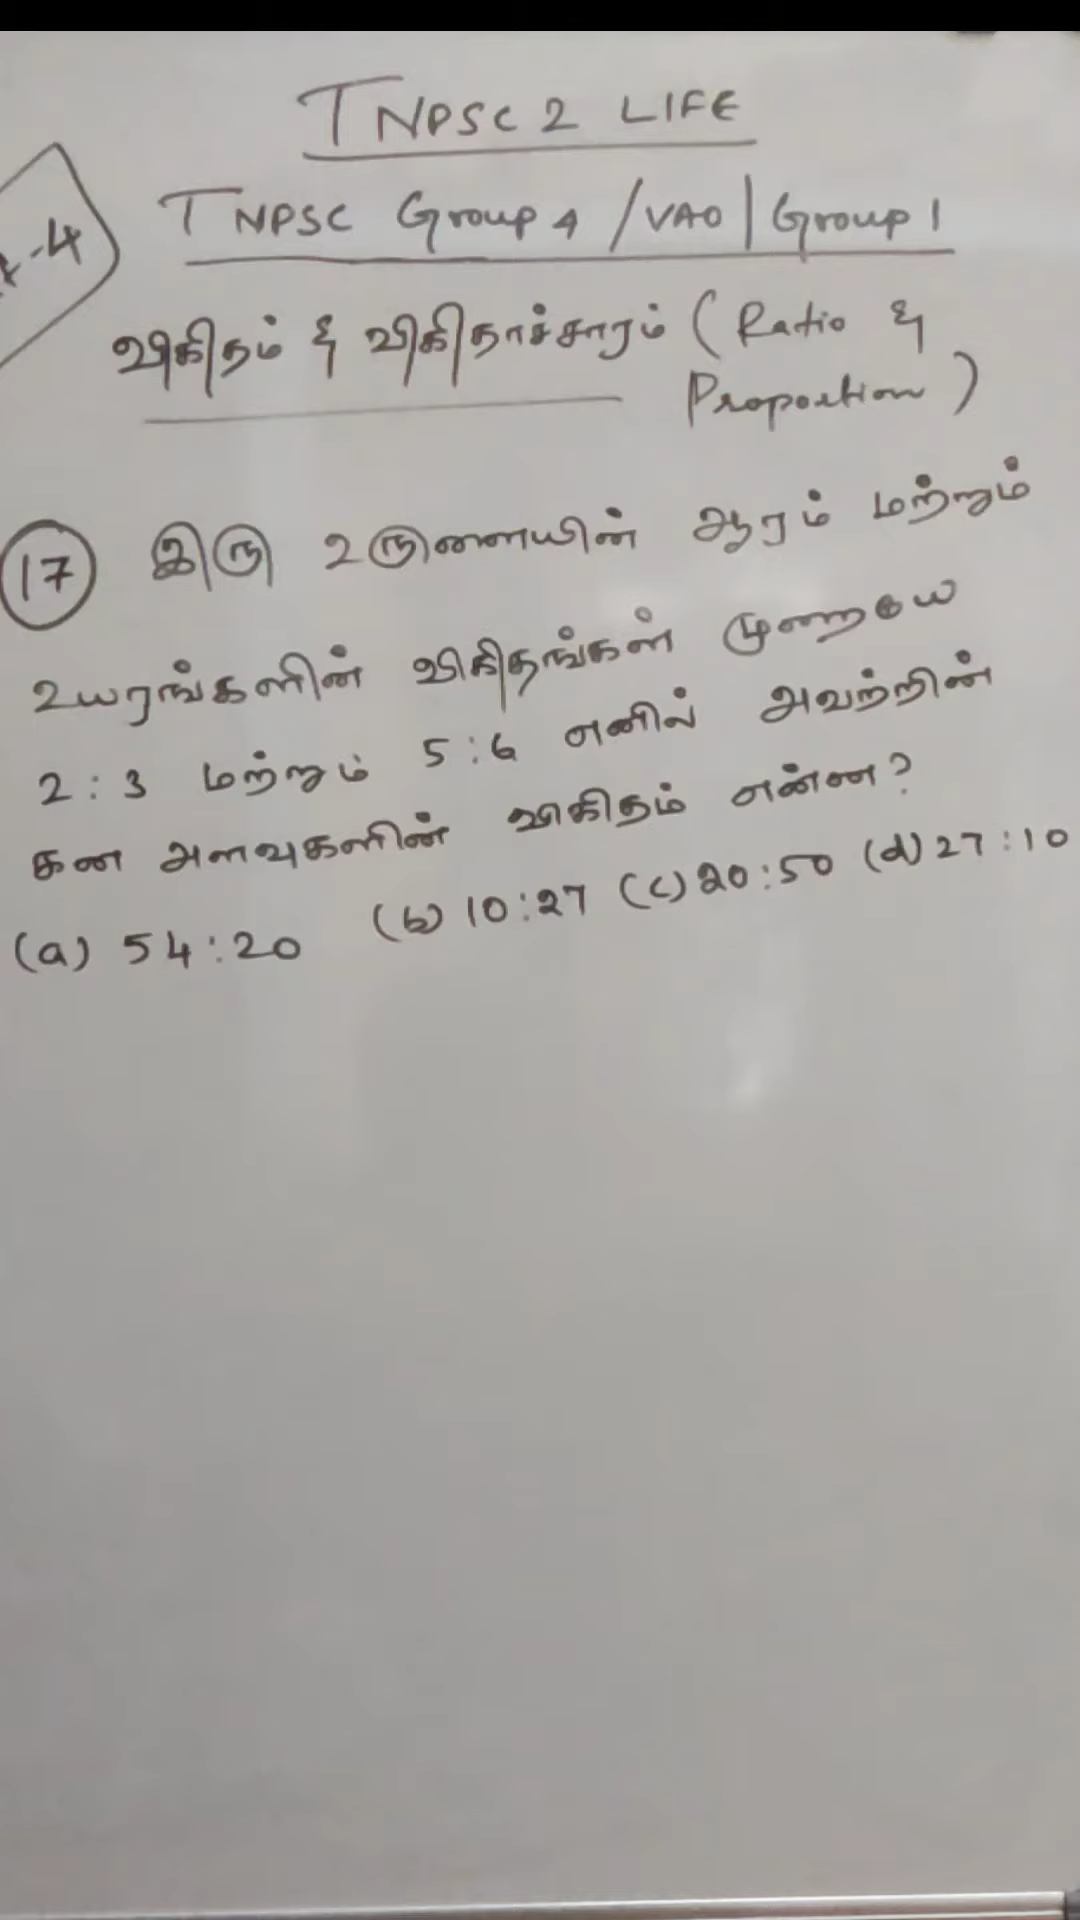 TNPSC 2 LIFE
TNPSC Group 4 / VAO | Group 1
-4
விகிதம் & விகிதாச்சாரம் ( Ratio &
Proportion )
17 இரு உருளையின் ஆரம் மற்றும்
உயரங்களின் விகிதங்கள் முறையே
2 : 3 மற்றும் 5 : 6 எனில் அவற்றின்
கன அளவுகளின் விகிதம் என்ன?
(a) 54 : 20 (b) 10 : 27 (c) 20 : 50 (d) 27 : 10